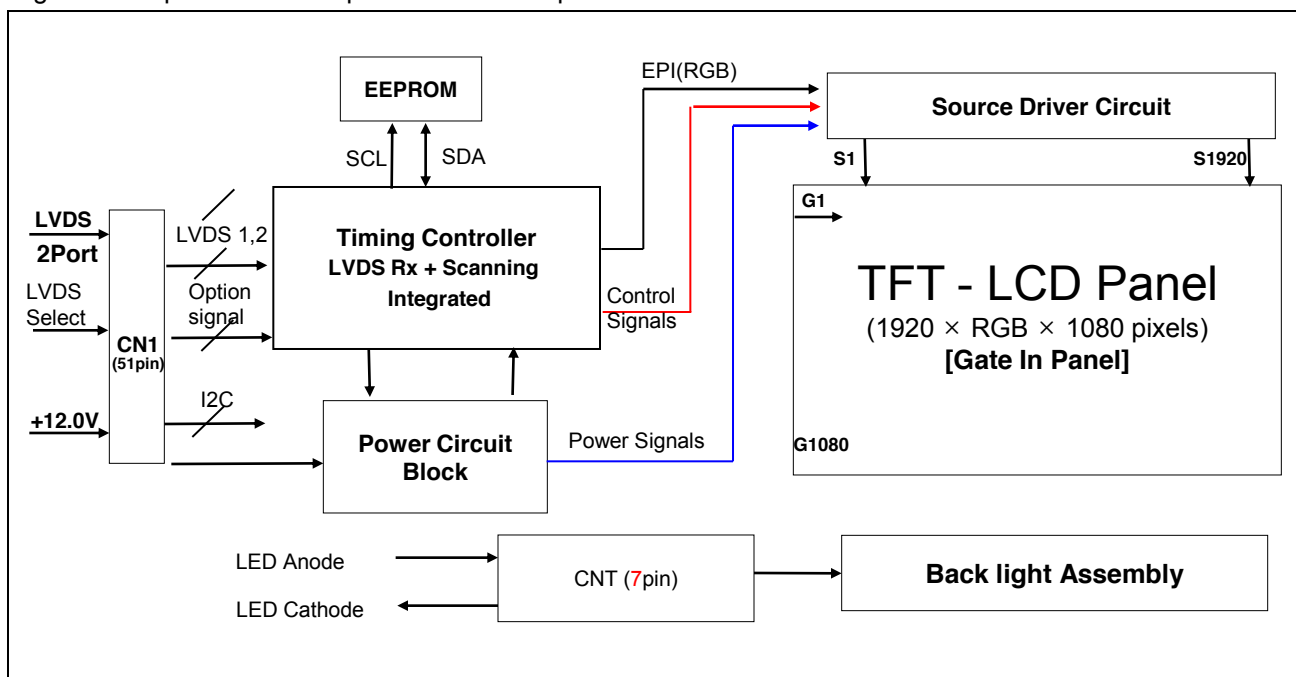 EEPROM
SCL
SDA
EPI(RGB)
Source Driver Circuit
S1
S1920
LVDS
2Port
LVDS
Select
+12.0V
CN1
(51pin)
LVDS 1,2
Option
signal
I2C
Timing Controller
LVDS Rx + Scanning
Integrated
Control
Signals
Power Circuit
Block
Power Signals
G1
TFT - LCD Panel
(1920 × RGB × 1080 pixels)
[Gate In Panel]
G1080
LED Anode
LED Cathode
CNT (7pin)
Back light Assembly